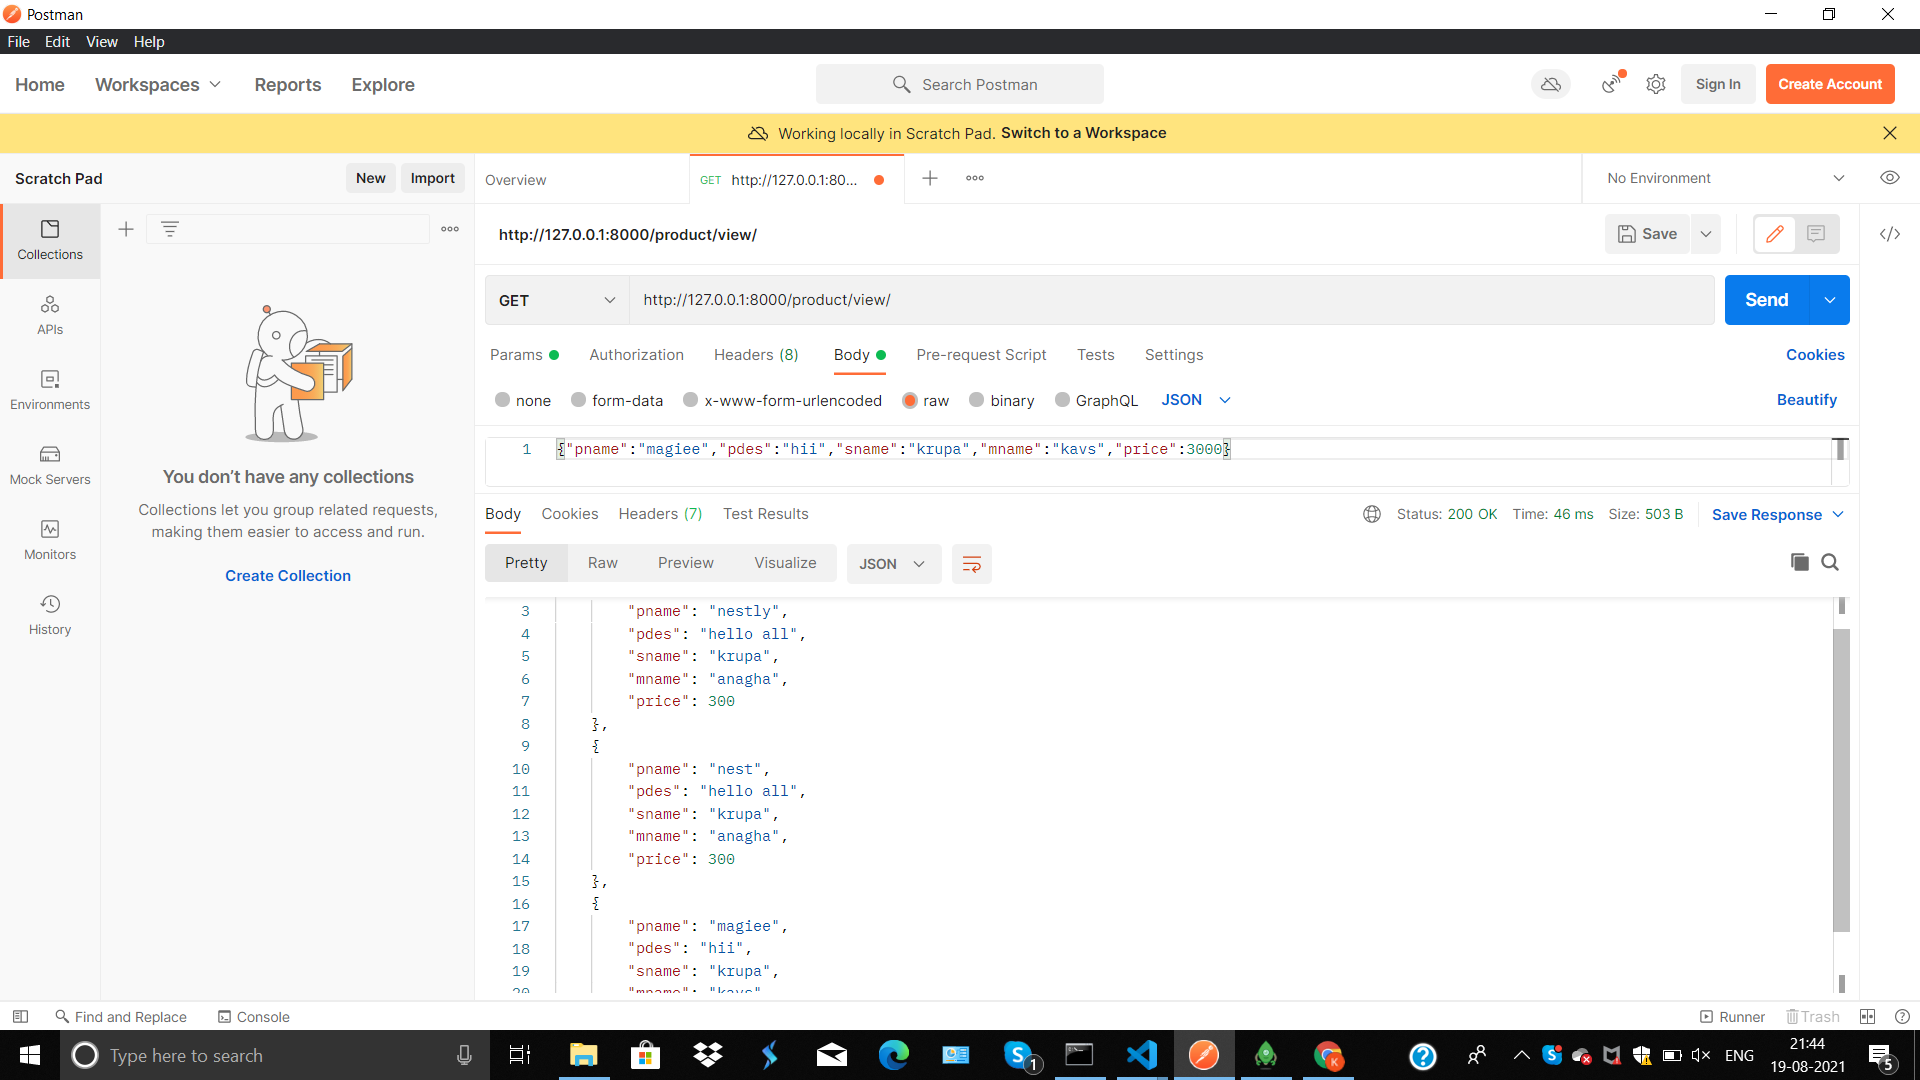 Postman
File Edit View Help
Home Workspaces Reports Explore Search Postman Sign In Create Account
Working locally in Scratch Pad. Switch to a Workspace
Scratch Pad New Import Overview GET http://127.0.0.1:80... No Environment
Collections
APIs
Environments
Mock Servers
Monitors
History
You don't have any collections
Collections let you group related requests,
making them easier to access and run.
Create Collection
http://127.0.0.1:8000/product/view/ Save
GET http://127.0.0.1:8000/product/view/ Send
Params Authorization Headers (8) Body Pre-request Script Tests Settings Cookies
none form-data x-www-form-urlencoded raw binary GraphQL JSON Beautify
1 {"pname":"magiee","pdes":"hii","sname":"krupa","mname":"kavs","price":3000}
Body Cookies Headers (7) Test Results Status: 200 OK Time: 46 ms Size: 503 B Save Response
Pretty Raw Preview Visualize JSON
3 "pname": "nestly",
4 "pdes": "hello all",
5 "sname": "krupa",
6 "mname": "anagha",
7 "price": 300
8 },
9 {
10 "pname": "nest",
11 "pdes": "hello all",
12 "sname": "krupa",
13 "mname": "anagha",
14 "price": 300
15 },
16 {
17 "pname": "magiee",
18 "pdes": "hii",
19 "sname": "krupa",
20 "mname": "kavs"
Find and Replace Console Runner Trash
Type here to search 1 K ENG 21:44
19-08-2021 5